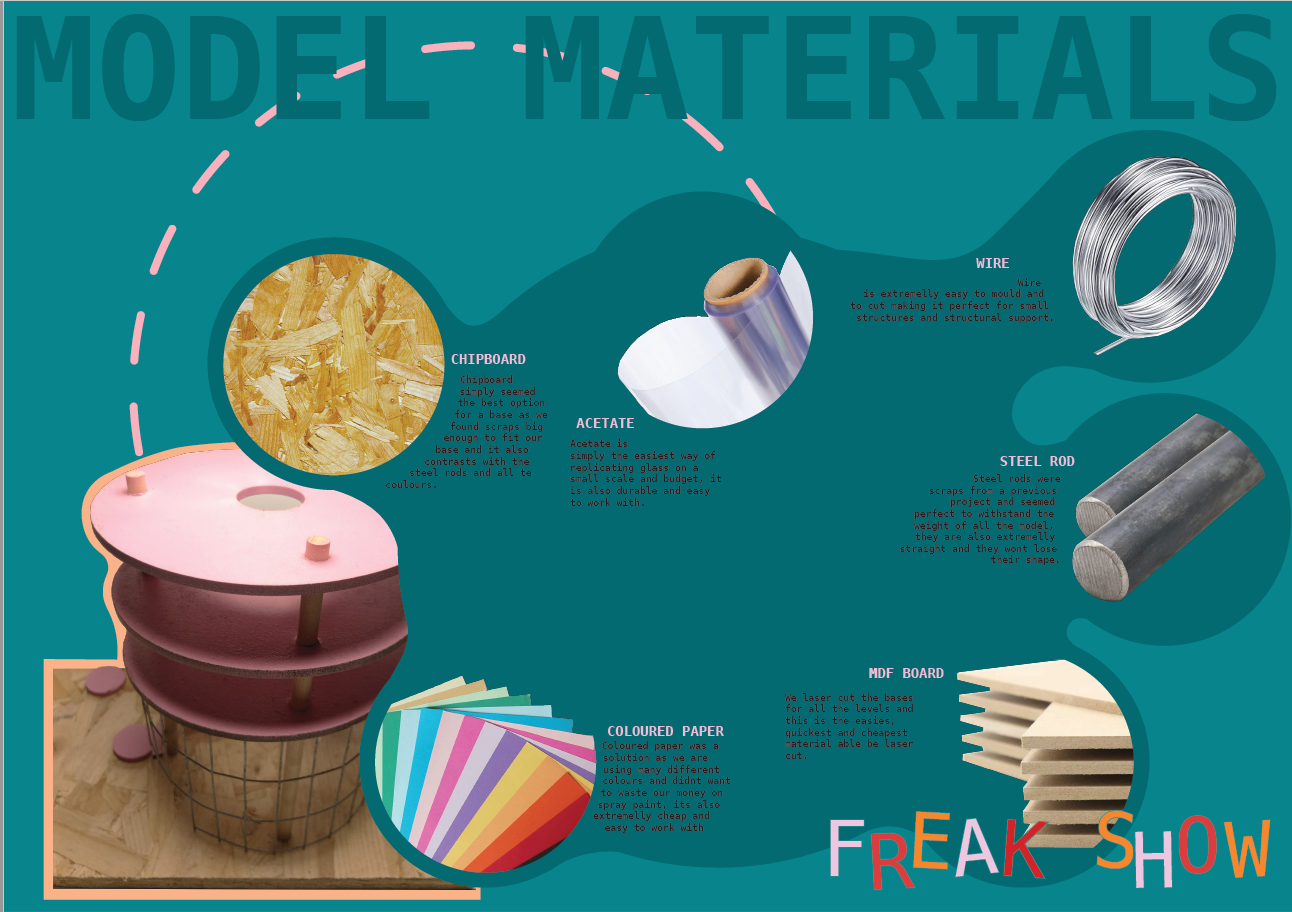 MODEL MATERIALS
WIRE
Wire
is extremelly easy to mould and
to cut making it perfect for small
structures and structural support.
CHIPBOARD
Chipboard
simply seemed
the best option
for a base as we
found scraps big
enough to fit our
base and it also
contrasts with the
steel rods and all te
coulours.
ACETATE
Acetate is
simply the easiest way of
replicating glass on a
small scale and budget, it
is also durable and easy
to work with.
STEEL ROD
Steel rods were
scraps from a previous
project and seemed
perfect to withstand the
weight of all the model,
they are also extremelly
straight and they wont lose
their shape.
MDF BOARD
We laser cut the bases
for all the levels and
this is the easies,
quickest and cheapest
material able be laser
cut.
COLOURED PAPER
Coloured paper was a
solution as we are
using many different
colours and didnt want
to waste our money on
spray paint, its also
extremelly cheap and
easy to work with
FREAK SHOW